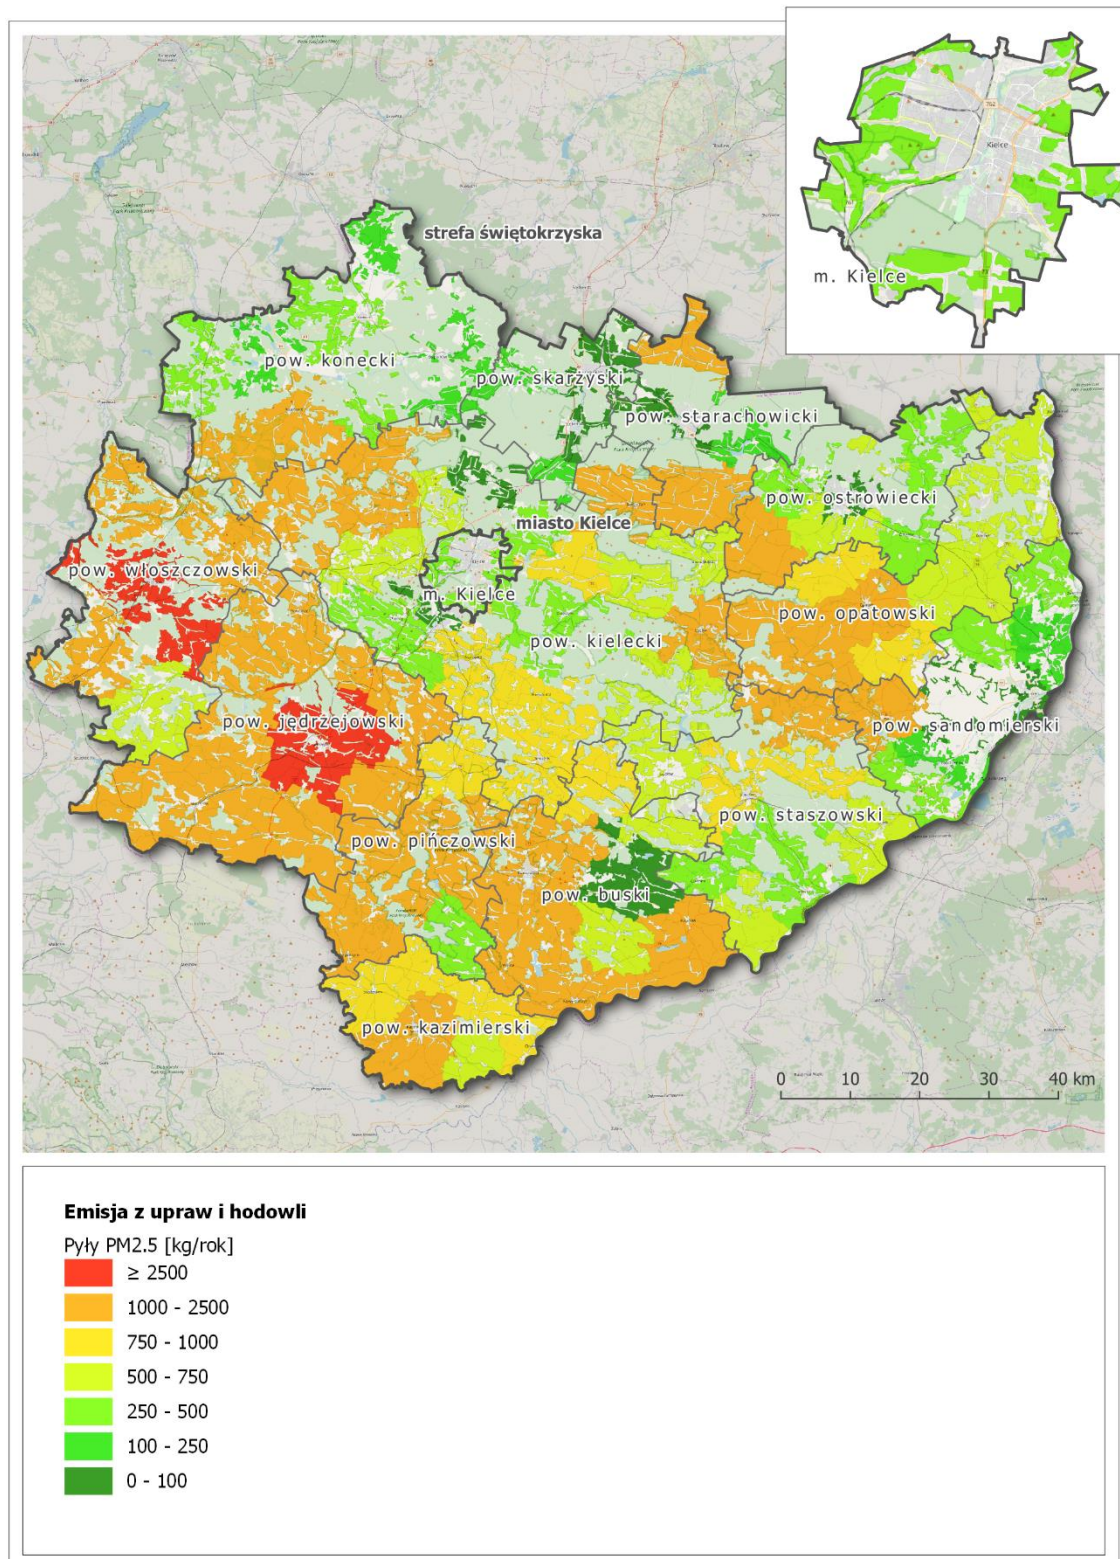 762
Kielce
73
m. Kielce
strefa świętokrzyska
pow. konecki
pow. skarżyski
pow. starachowicki
pow. ostrowiecki
miasto Kielce
pow. włoszczowski
m. Kielce
pow. opatowski
pow. kielecki
pow. jędrzejowski
pow. sandomierski
pow. staszowski
pow. pińczowski
pow. buski
pow. kazimierski
0 10 20 30 40 km
Emisja z upraw i hodowli
Pyły PM2.5 [kg/rok]
≥ 2500
1000 - 2500
750 - 1000
500 - 750
250 - 500
100 - 250
0 - 100